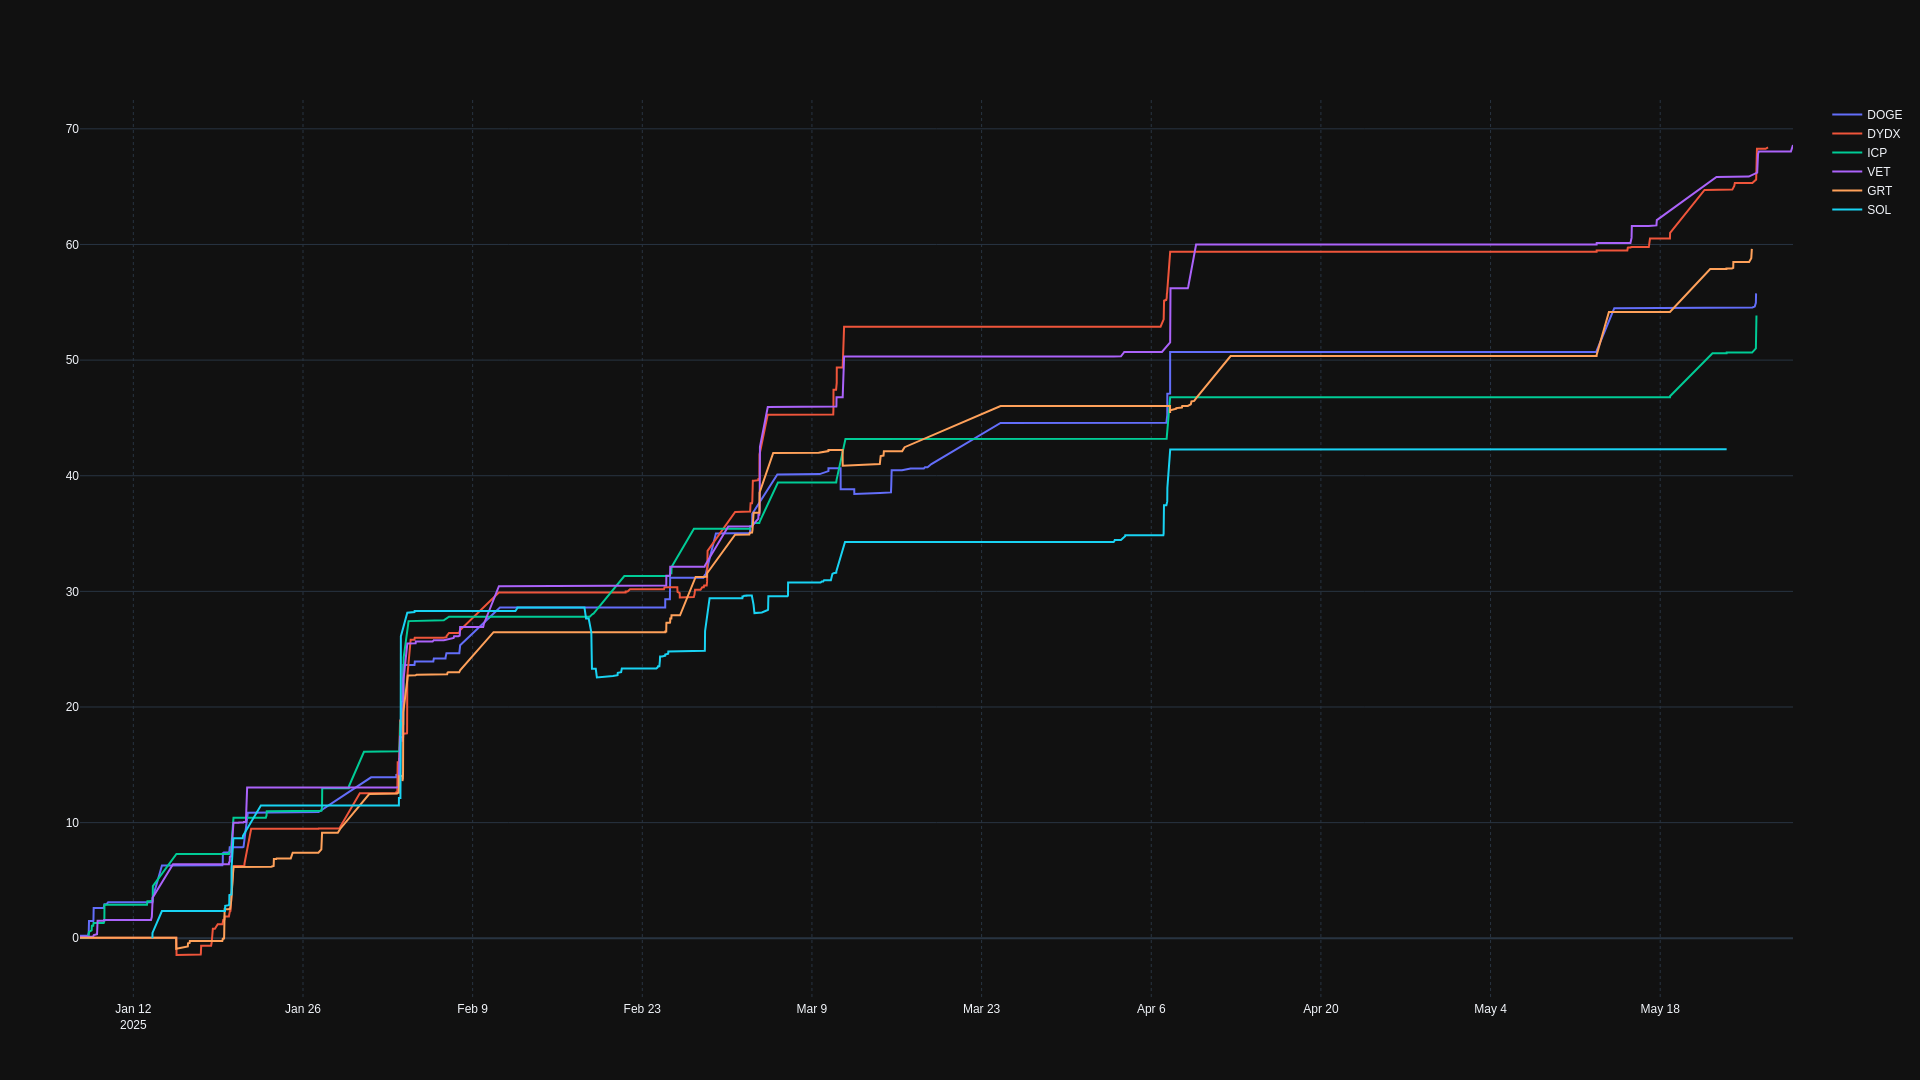 70
60
50
40
30
20
10
0
Jan 12
2025
Jan 26
Feb 9
Feb 23
Mar 9
Mar 23
Apr 6
Apr 20
May 4
May 18
DOGE
DYDX
ICP
VET
GRT
SOL